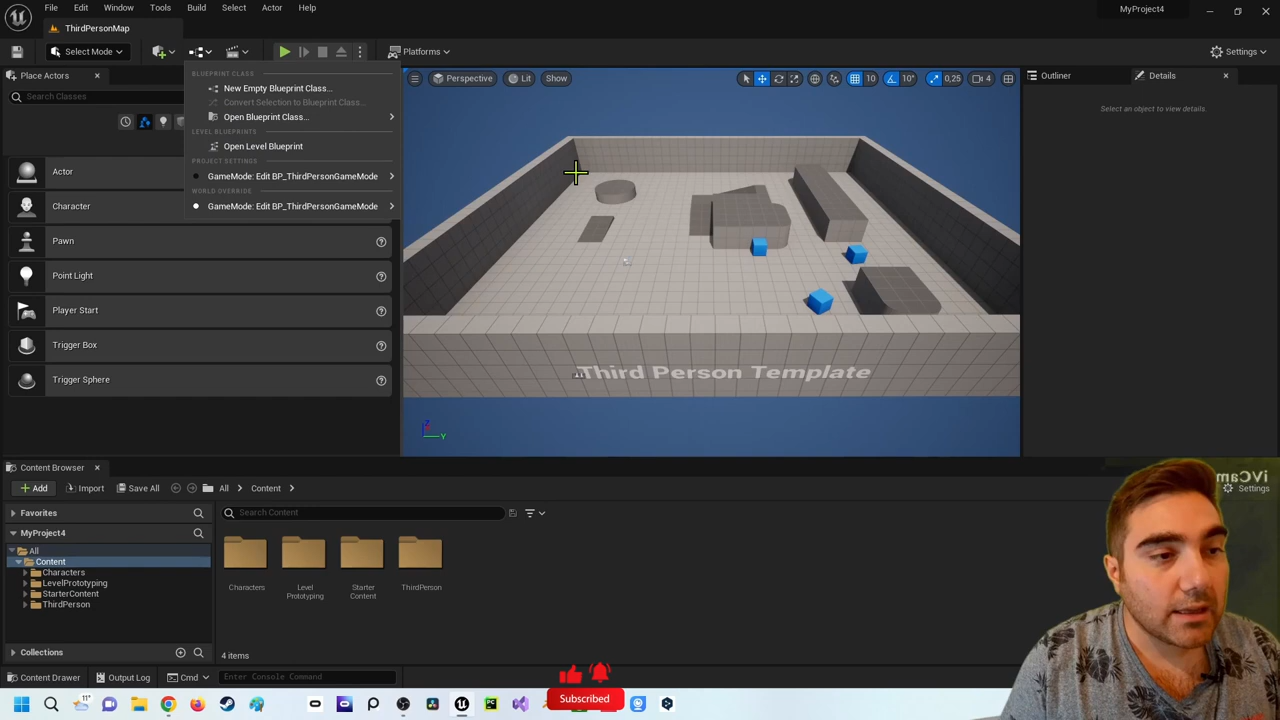 File Edit Window Tools Build Select Actor Help
MyProject4
ThirdPersonMap
Select Mode
Platforms
Settings
Place Actors
Search Classes
BLUEPRINT CLASS
New Empty Blueprint Class...
Convert Selection to Blueprint Class...
Open Blueprint Class...
LEVEL BLUEPRINTS
Open Level Blueprint
PROJECT SETTINGS
GameMode: Edit BP_ThirdPersonGameMode
WORLD OVERRIDE
GameMode: Edit BP_ThirdPersonGameMode
Actor
Character
Pawn
Point Light
Player Start
Trigger Box
Trigger Sphere
Perspective Lit Show
10 10° 0,25 4
Third Person Template
Z
Y
Outliner Details
Select an object to view details.
Content Browser
Add Import Save All All Content
iVCam
Settings
Favorites
MyProject4
All
Content
Characters
LevelPrototyping
StarterContent
ThirdPerson
Collections
Search Content
Characters
Level
Prototyping
Starter
Content
ThirdPerson
4 items
Content Drawer Output Log Cmd Enter Console Command
Subscribed
11°